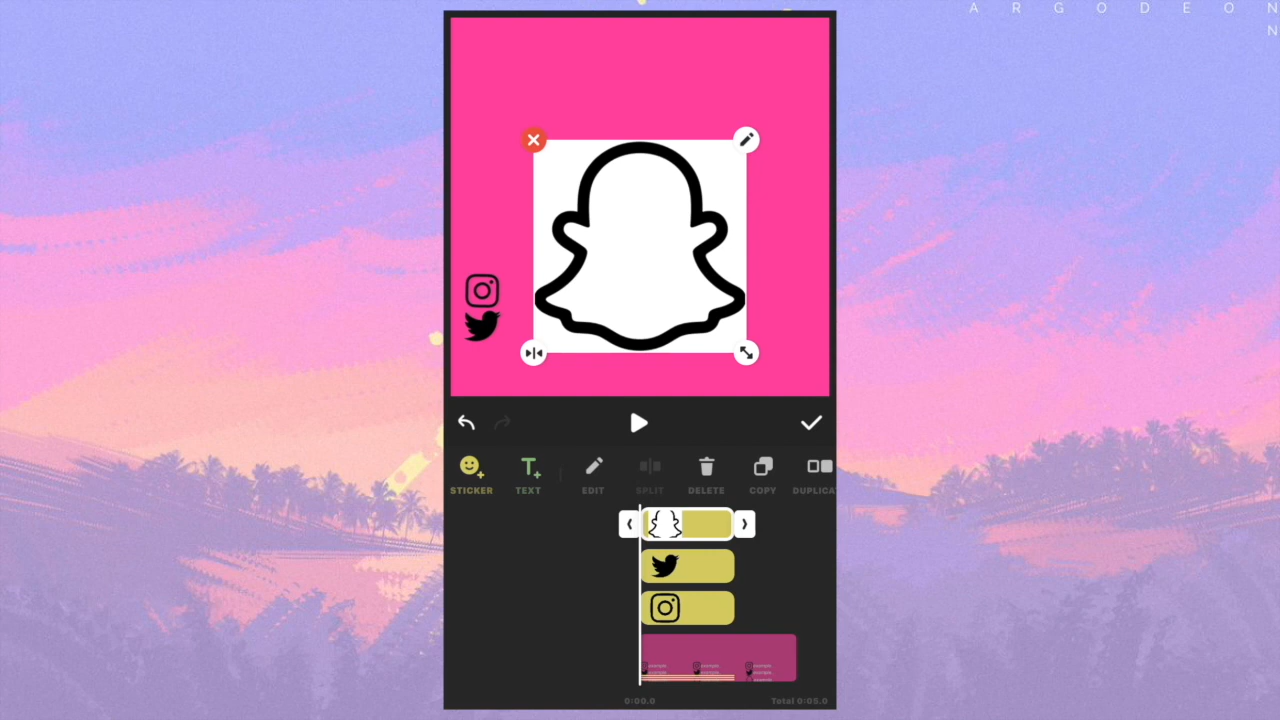 A R G O D E O N
N
STICKER TEXT EDIT SPLIT DELETE COPY DUPLICA
0:00.0 Total 0:05.0